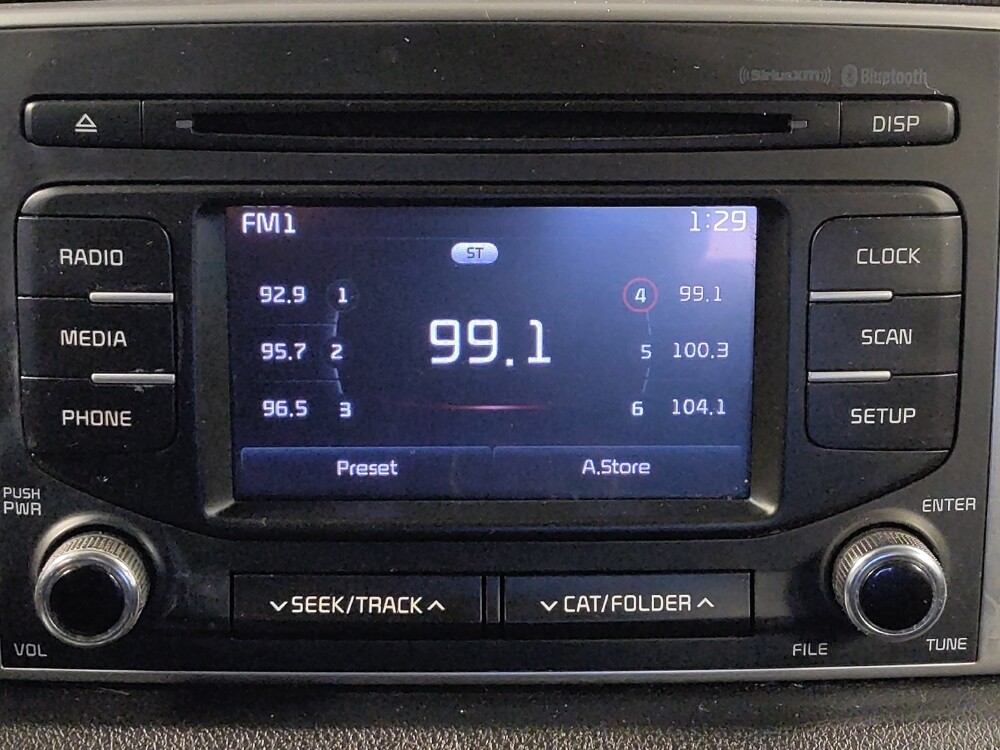 ((SiriusXM)) Bluetooth
DISP
RADIO
MEDIA
PHONE
FM1
1:29
ST
92.9 1
95.7 2
96.5 3
99.1
4 99.1
5 100.3
6 104.1
Preset
A.Store
CLOCK
SCAN
SETUP
PUSH
PWR
VOL
SEEK/TRACK
CAT/FOLDER
ENTER
FILE
TUNE